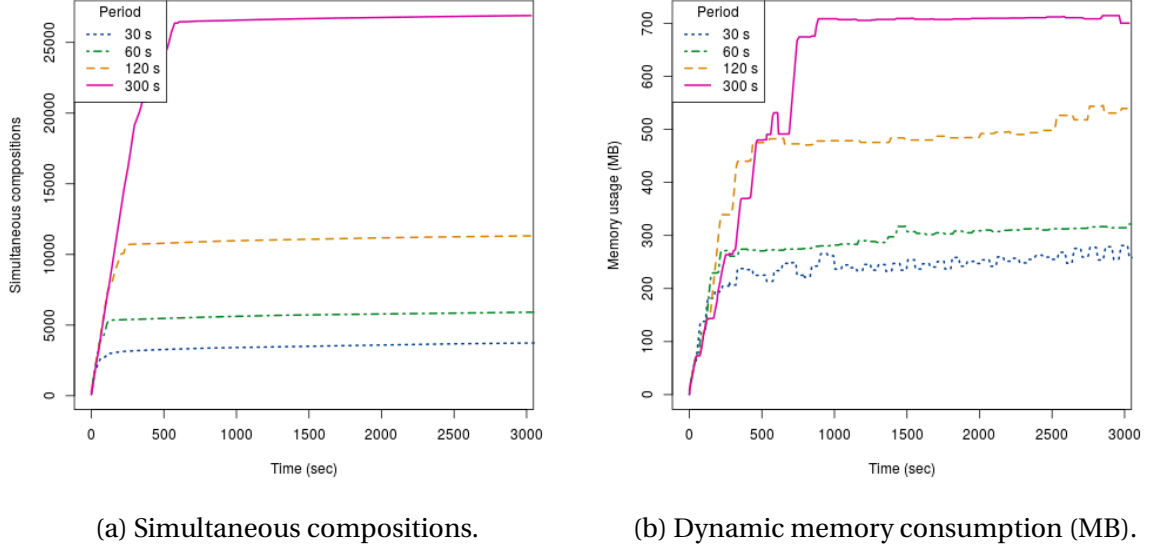 Period
30 s
60 s
120 s
300 s
Simultaneous compositions
0
5000
10000
15000
20000
25000
0
500
1000
1500
2000
2500
3000
Time (sec)
(a) Simultaneous compositions.
Period
30 s
60 s
120 s
300 s
Memory usage (MB)
0
100
200
300
400
500
600
700
0
500
1000
1500
2000
2500
3000
Time (sec)
(b) Dynamic memory consumption (MB).